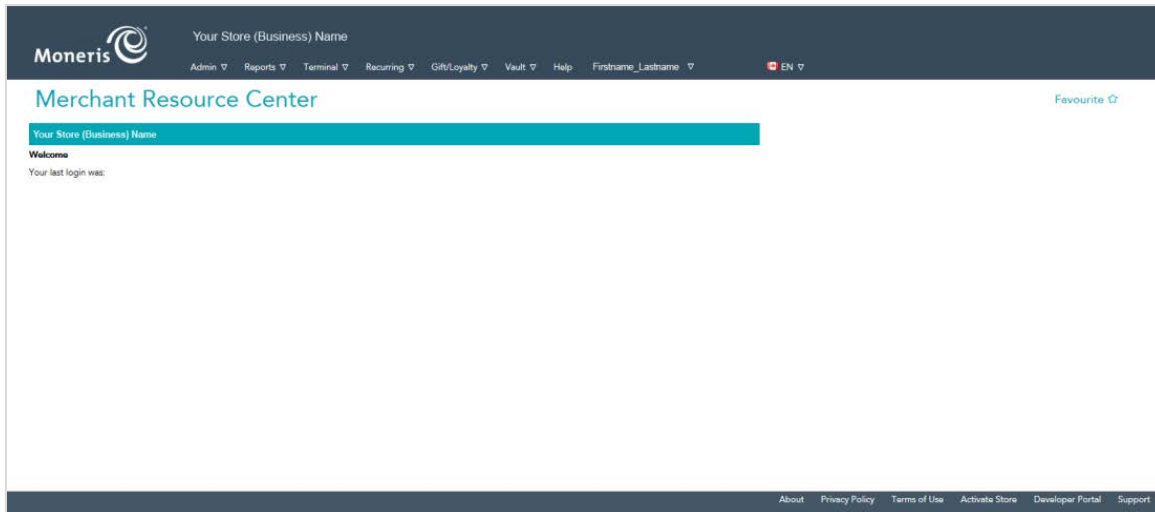 Moneris
Your Store (Business) Name
Admin Reports Terminal Recurring Gift/Loyalty Vault Help Firstname_Lastname EN
Merchant Resource Center
Favourite
Your Store (Business) Name
Welcome
Your last login was:
About Privacy Policy Terms of Use Activate Store Developer Portal Support